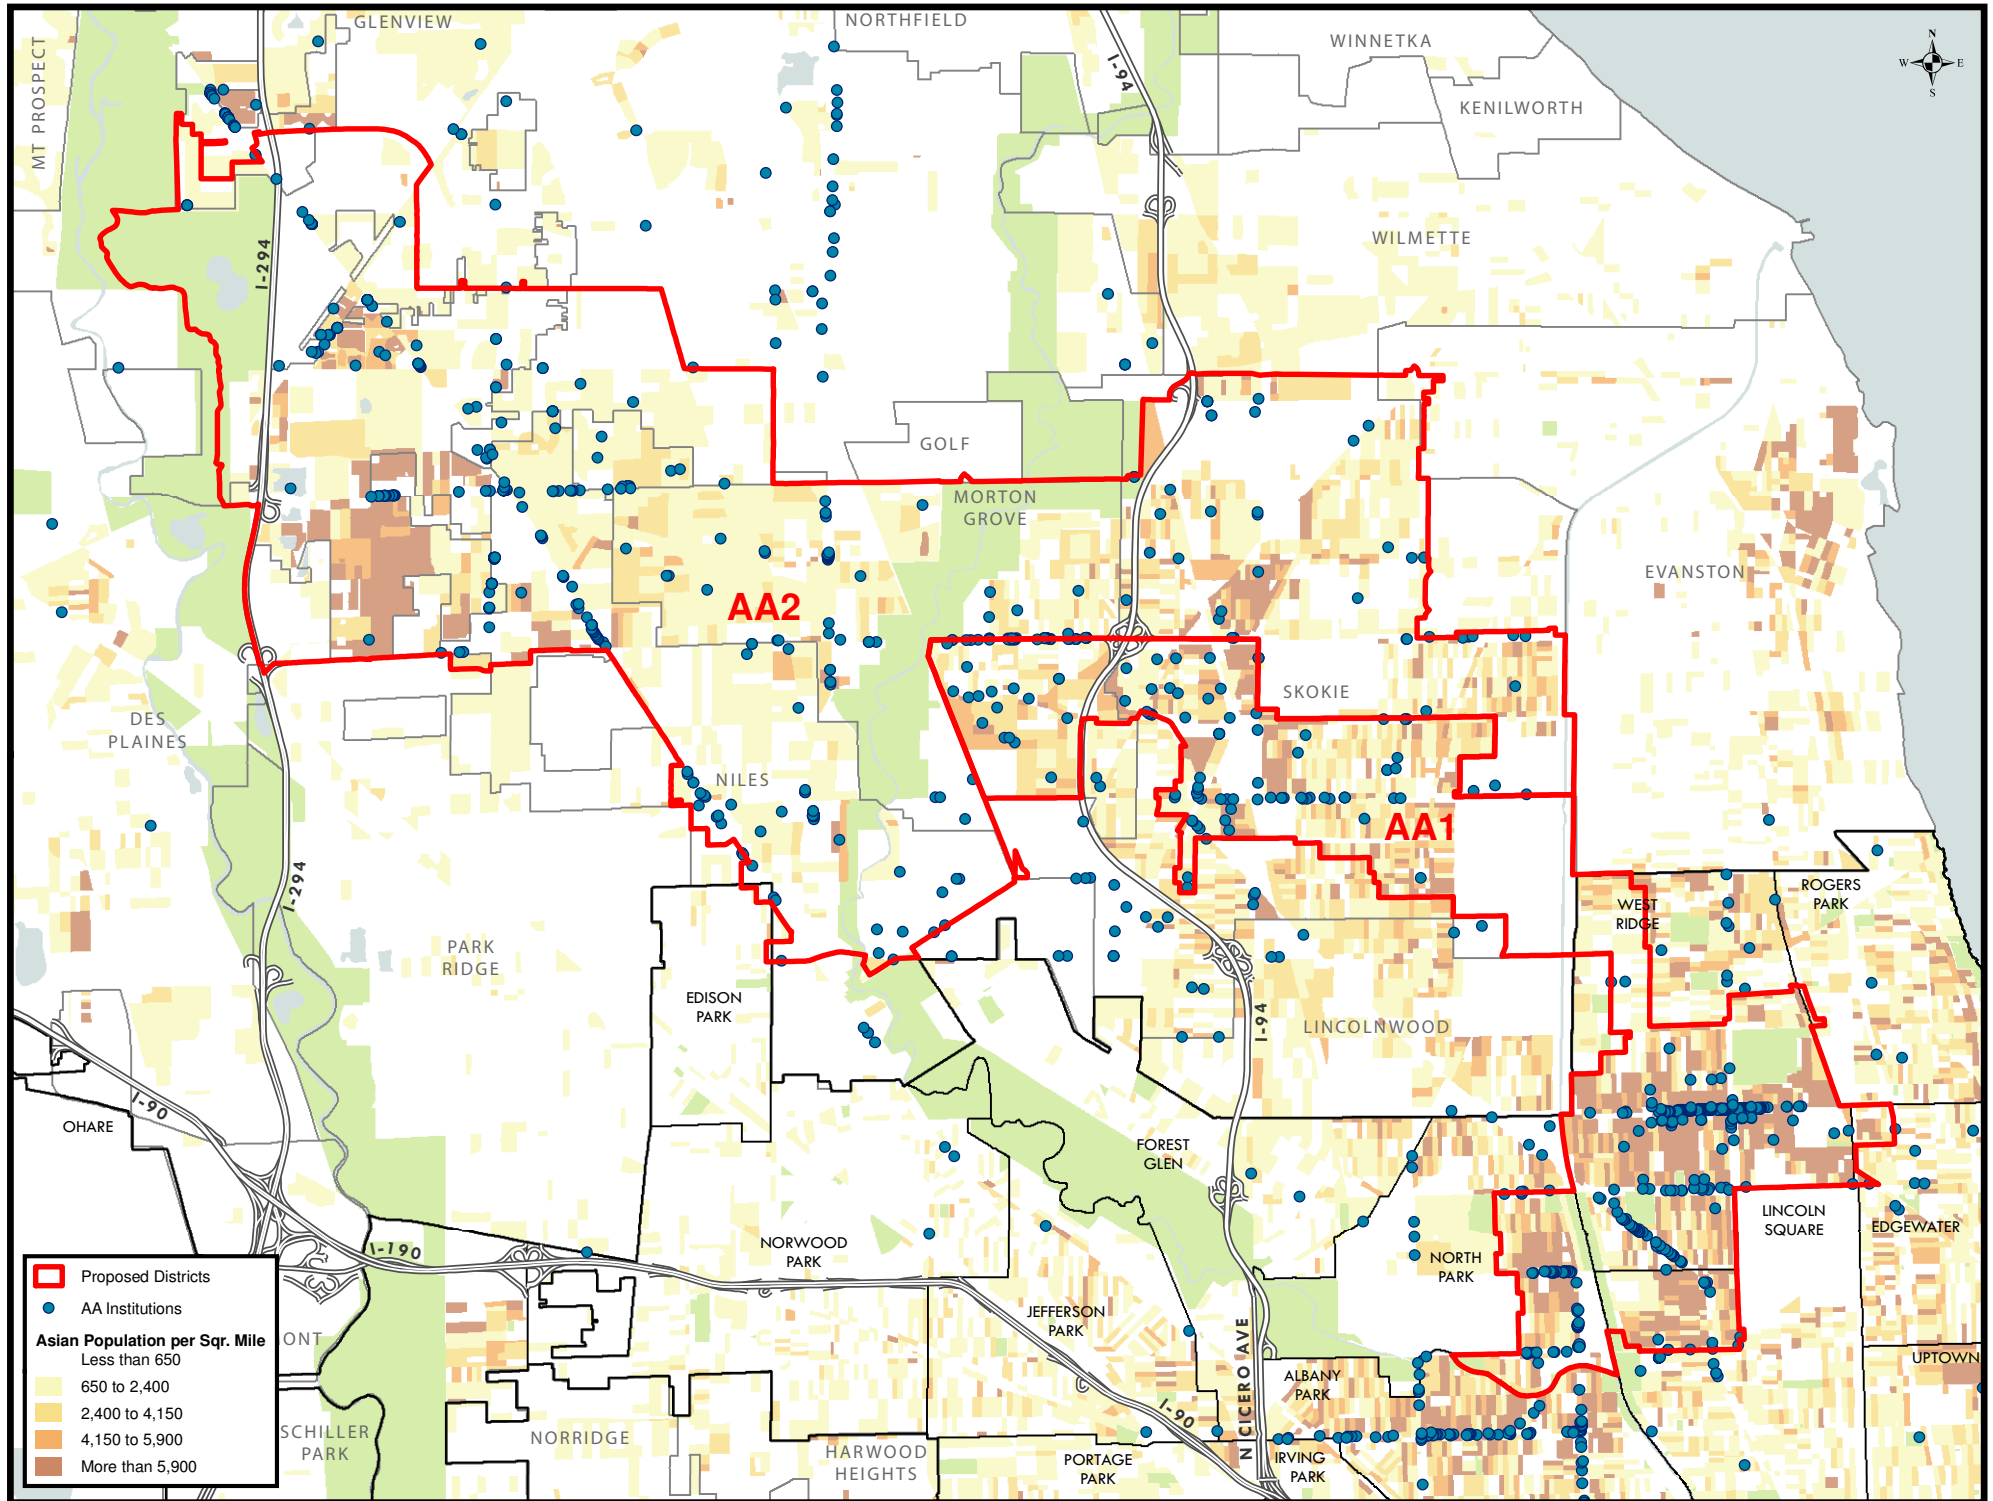 GLENVIEW
NORTHFIELD
WINNETKA
KENILWORTH
MT PROSPECT
I-94
N
W
E
S
WILMETTE
I-294
GOLF
MORTON
GROVE
EVANSTON
AA2
SKOKIE
DES
PLAINES
NILES
AA1
I-294
ROGERS
PARK
WEST
RIDGE
PARK
RIDGE
EDISON
PARK
I-94
LINCOLNWOOD
I-90
OHARE
FOREST
GLEN
LINCOLN
SQUARE
EDGEWATER
NORWOOD
PARK
I-190
NORTH
PARK
JEFFERSON
PARK
N CICERO AVE
UPTOWN
ALBANY
PARK
I-90
SCHILLER
PARK
NORRIDGE
HARWOOD
HEIGHTS
PORTAGE
PARK
IRVING
PARK
ONT
Proposed Districts
AA Institutions
Asian Population per Sqr. Mile
Less than 650
650 to 2,400
2,400 to 4,150
4,150 to 5,900
More than 5,900